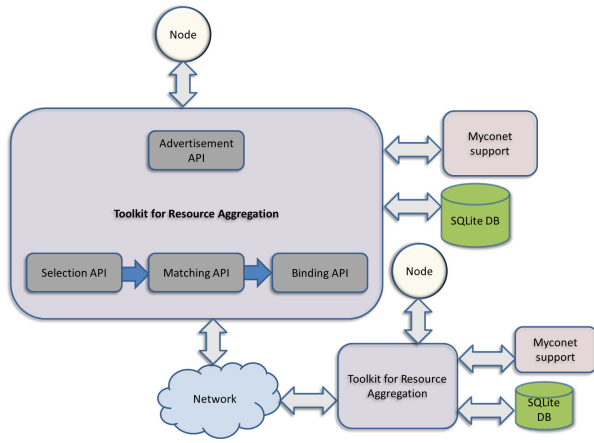 Node
Advertisement
API
Myconet
support
Toolkit for Resource Aggregation
SQLite DB
Selection API
Matching API
Binding API
Node
Network
Toolkit for Resource
Aggregation
Myconet
support
SQLite
DB